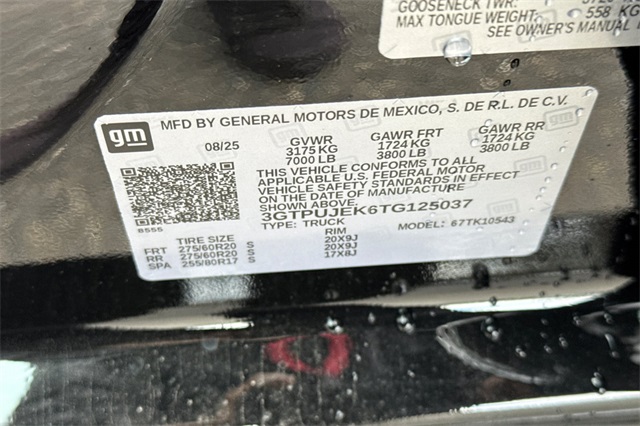 GOOSENECK TWR:
MAX TONGUE WEIGHT: 558 KG
SEE OWNER'S MANUAL
gm
MFD BY GENERAL MOTORS DE MEXICO, S. DE R.L. DE C.V.
08/25 GVWR GAWR FRT GAWR RR
3175 KG 1724 KG 1724 KG
7000 LB 3800 LB 3800 LB
THIS VEHICLE CONFORMS TO ALL
APPLICABLE U.S. FEDERAL MOTOR
VEHICLE SAFETY STANDARDS IN EFFECT
ON THE DATE OF MANUFACTURE
SHOWN ABOVE.
3GTPUJEK6TG125037
8555 TYPE: TRUCK 67TK10543
TIRE SIZE RIM
FRT 275/60R20 S 20X9J
RR 275/60R20 S 20X9J
SPA 255/80R17 S 17X8J